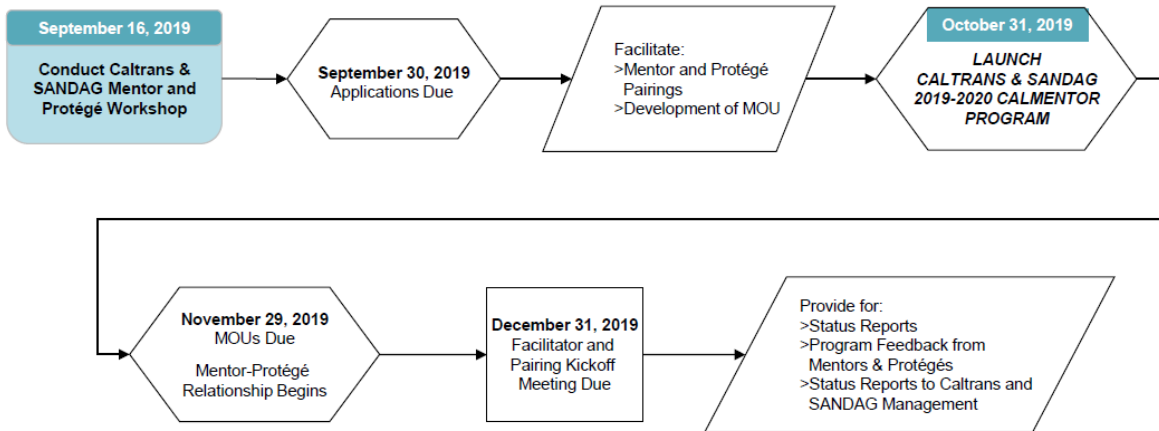 September 16, 2019
Conduct Caltrans &
SANDAG Mentor and
Protégé Workshop
September 30, 2019
Applications Due
Facilitate:
>Mentor and Protégé
Pairings
>Development of MOU
October 31, 2019
LAUNCH
CALTRANS & SANDAG
2019-2020 CALMENTOR
PROGRAM
November 29, 2019
MOUs Due
Mentor-Protégé
Relationship Begins
December 31, 2019
Facilitator and
Pairing Kickoff
Meeting Due
Provide for:
>Status Reports
>Program Feedback from
Mentors & Protégés
>Status Reports to Caltrans and
SANDAG Management